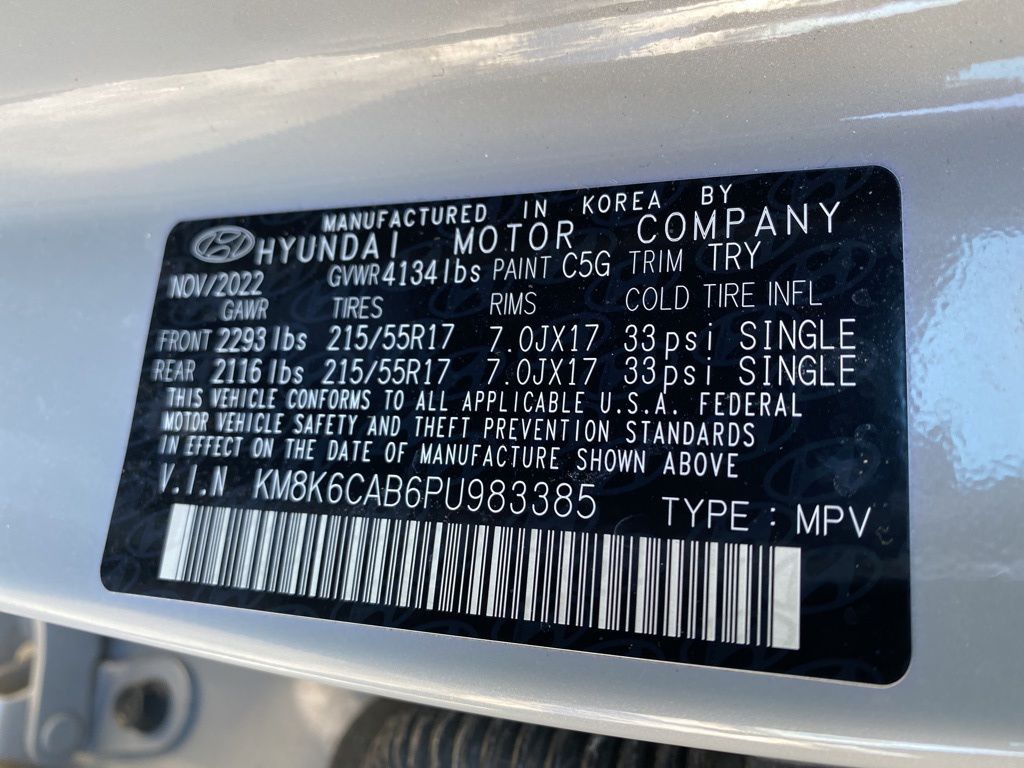 MANUFACTURED IN KOREA BY
HYUNDAI MOTOR COMPANY
NOV/2022 GVWR 4134 lbs PAINT C5G TRIM TRY
GAWR TIRES RIMS COLD TIRE INFL
FRONT 2293 lbs 215/55R17 7.0JX17 33 psi SINGLE
REAR 2116 lbs 215/55R17 7.0JX17 33 psi SINGLE
THIS VEHICLE CONFORMS TO ALL APPLICABLE U.S.A. FEDERAL
MOTOR VEHICLE SAFETY AND THEFT PREVENTION STANDARDS
IN EFFECT ON THE DATE OF MANUFACTURE SHOWN ABOVE
V.I.N KM8K6CAB6PU983385 TYPE : MPV